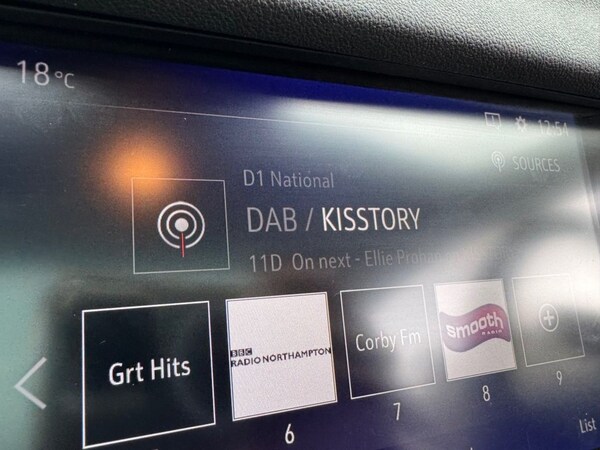 18°C
12:54
SOURCES
D1 National
DAB / KISSTORY
11D On next - Ellie
Grt Hits
BBC
RADIO NORTHAMPTON
Corby Fm
smooth
RADIO
6
7
8
9
List